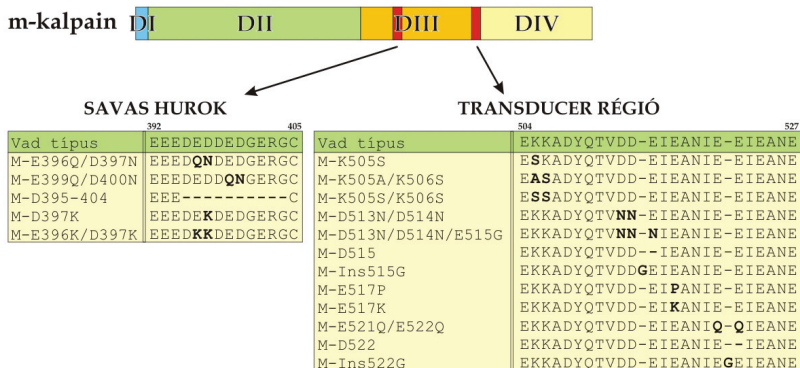 m-kalpain DI DII DIII DIV
SAVAS HUROK
392 405
Vad típus EEEDEDDEDGERGC
M-E396Q/D397N EEEDQNDEDGERGC
M-E399Q/D400N EEEDEDDQNGERGC
M-D395-404 EEE----------C
M-D397K EEEDEKDEDGERGC
M-E396K/D397K EEEDKKDEDGERGC
TRANSDUCER RÉGIÓ
504 527
Vad típus EKKADYQTVDD-EIEANIE-EIEANE
M-K505S ESKADYQTVDD-EIEANIE-EIEANE
M-K505A/K506S EASADYQTVDD-EIEANIE-EIEANE
M-K505S/K506S ESSADYQTVDD-EIEANIE-EIEANE
M-D513N/D514N EKKADYQTVNN-EIEANIE-EIEANE
M-D513N/D514N/E515G EKKADYQTVNN-NIEANIE-EIEANE
M-D515 EKKADYQTVDD--IEANIE-EIEANE
M-Ins515G EKKADYQTVDDGEIEANIE-EIEANE
M-E517P EKKADYQTVDD-EIPANIE-EIEANE
M-E517K EKKADYQTVDD-EIKANIE-EIEANE
M-E521Q/E522Q EKKADYQTVDD-EIEANIQ-QIEANE
M-D522 EKKADYQTVDD-EIEANIE--IEANE
M-Ins522G EKKADYQTVDD-EIEANIEGEIEANE